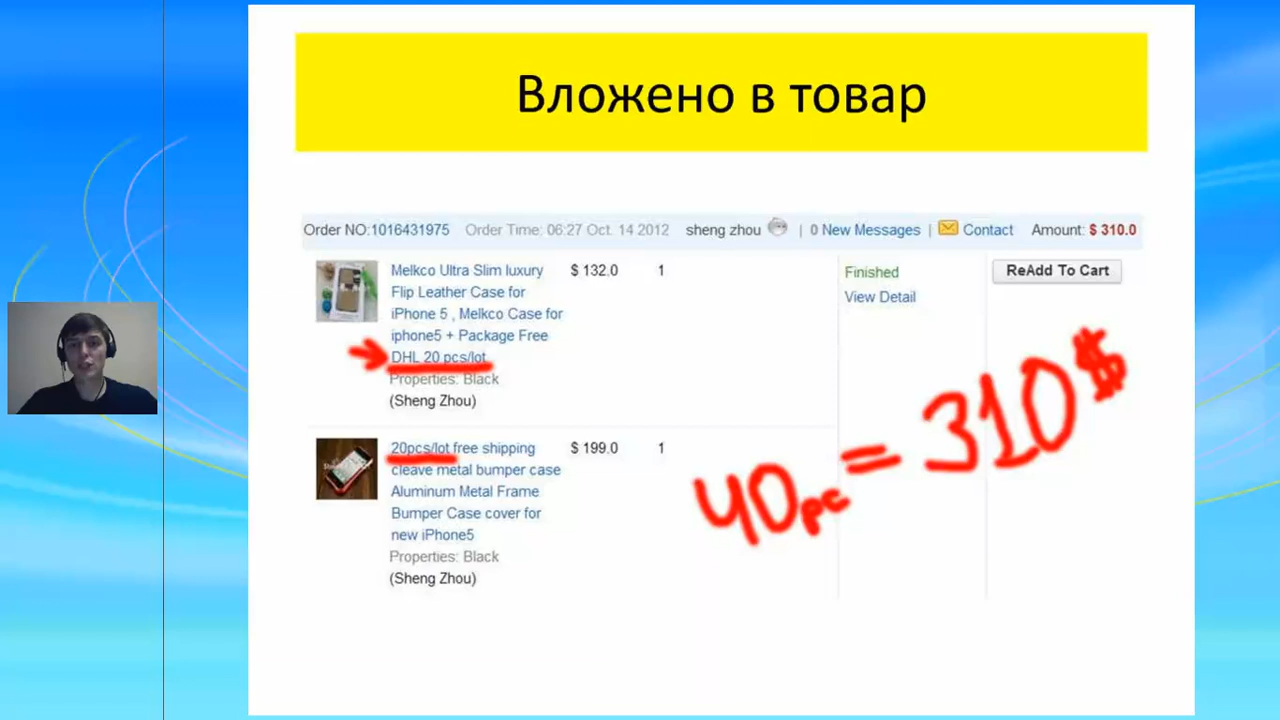 Вложено в товар
Order NO:1016431975 Order Time: 06:27 Oct. 14 2012 sheng zhou | 0 New Messages | Contact Amount: $ 310.0
Melkco Ultra Slim luxury $ 132.0 1 Finished ReAdd To Cart
Flip Leather Case for View Detail
iPhone 5 , Melkco Case for
iphone5 + Package Free
DHL 20 pcs/lot
Properties: Black
(Sheng Zhou)
40pc = 310$
20pcs/lot free shipping $ 199.0 1
cleave metal bumper case
Aluminum Metal Frame
Bumper Case cover for
new iPhone5
Properties: Black
(Sheng Zhou)